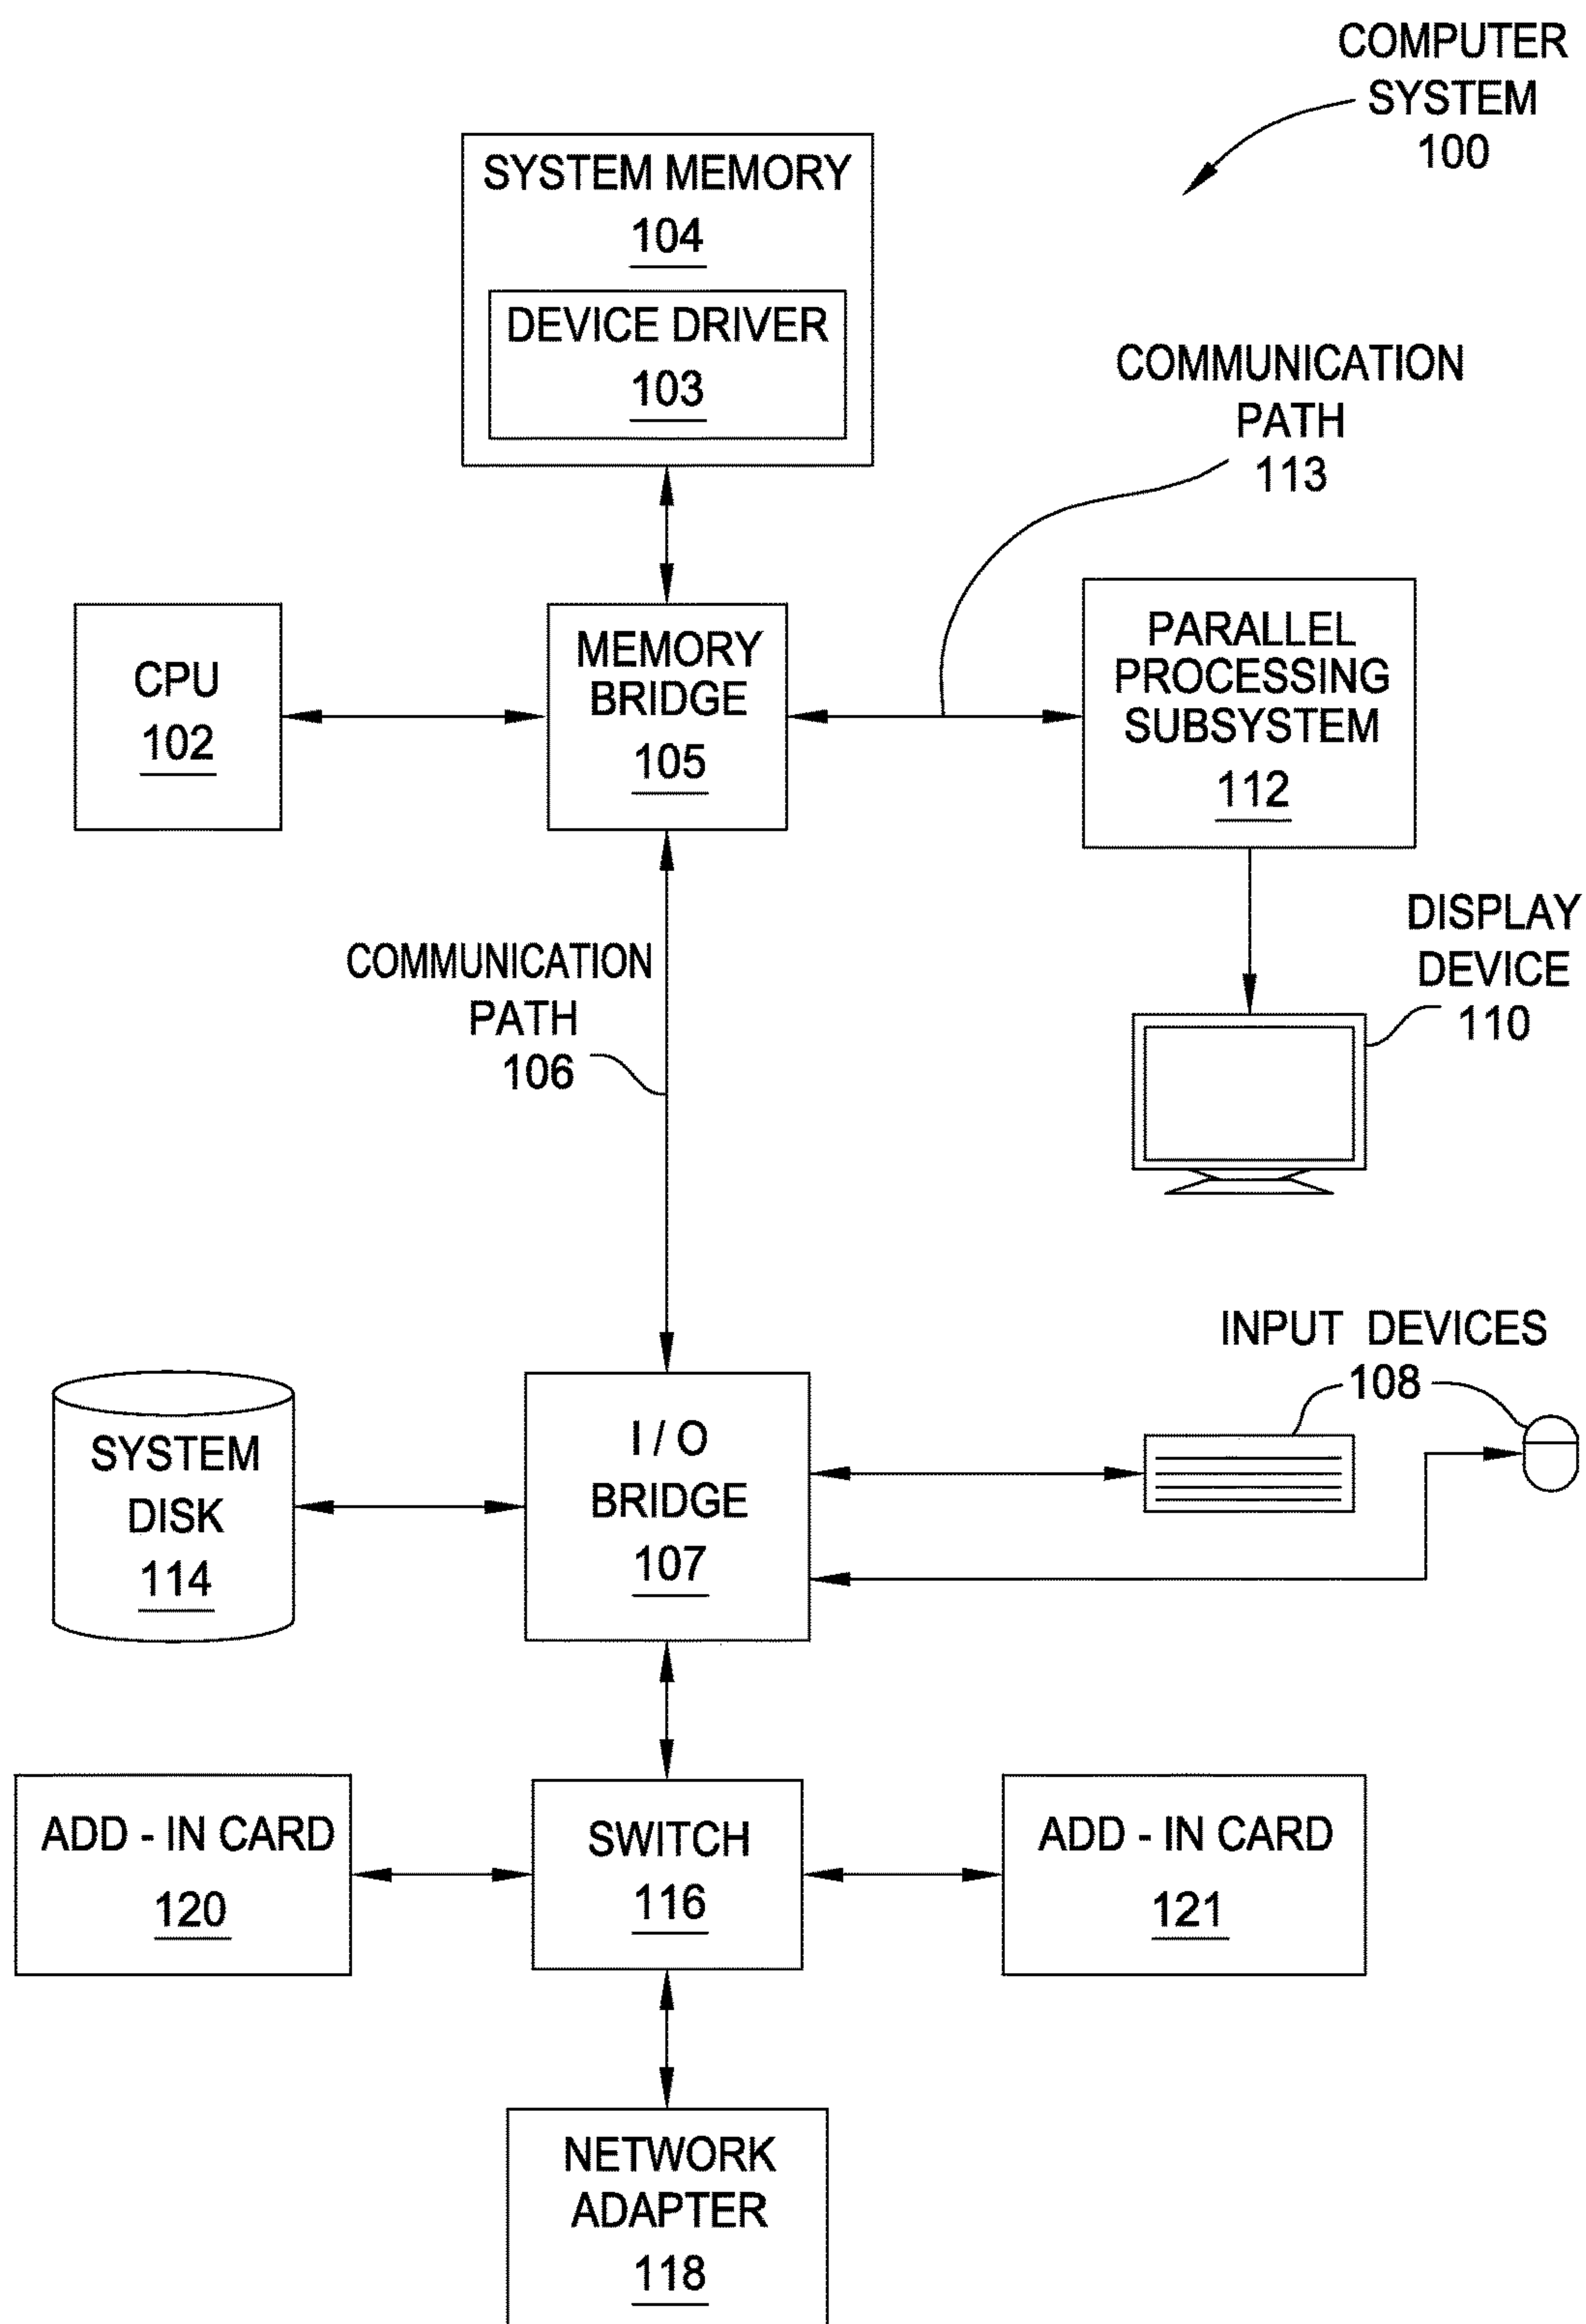 COMPUTER
SYSTEM
100
SYSTEM MEMORY
104
DEVICE DRIVER
103
COMMUNICATION
PATH
113
CPU
102
MEMORY
BRIDGE
105
PARALLEL
PROCESSING
SUBSYSTEM
112
DISPLAY
DEVICE
110
COMMUNICATION
PATH
106
INPUT DEVICES
108
SYSTEM
DISK
114
I / O
BRIDGE
107
ADD - IN CARD
120
SWITCH
116
ADD - IN CARD
121
NETWORK
ADAPTER
118